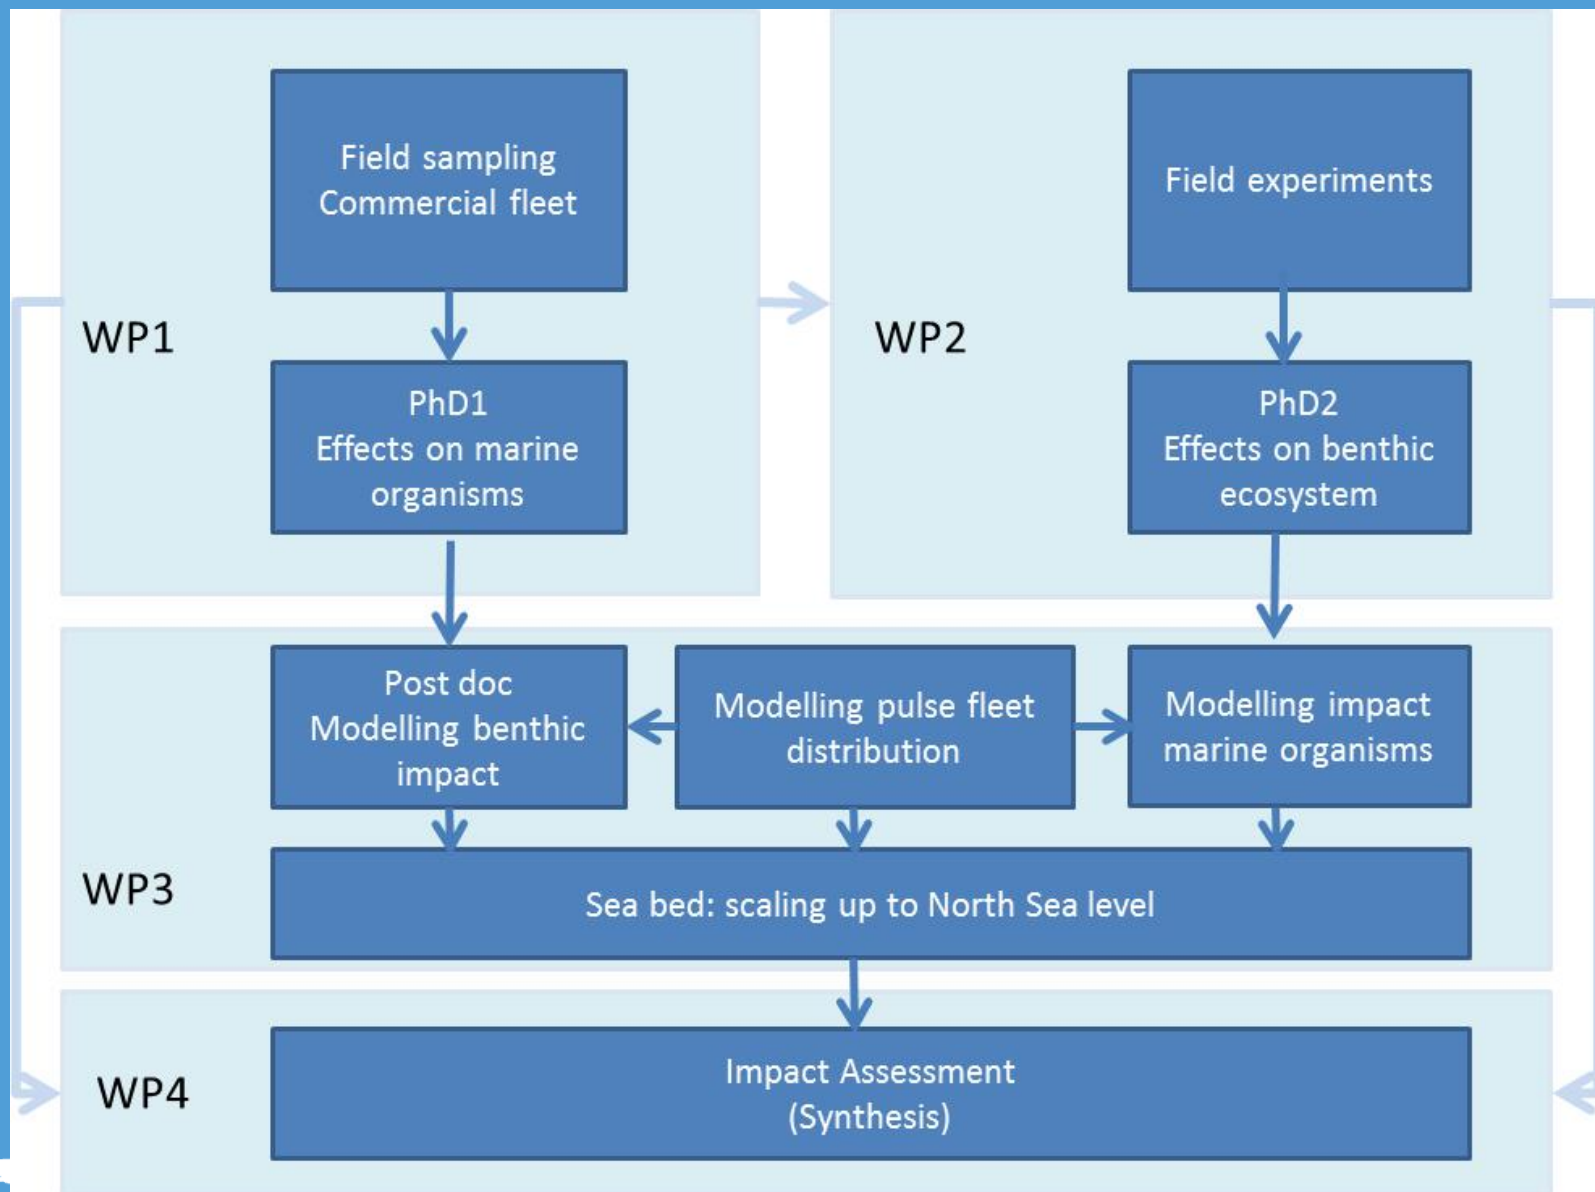 Field sampling
Commercial fleet
WP1
PhD1
Effects on marine
organisms
Field experiments
WP2
PhD2
Effects on benthic
ecosystem
Post doc
Modelling benthic
impact
Modelling pulse fleet
distribution
Modelling impact
marine organisms
WP3
Sea bed: scaling up to North Sea level
WP4
Impact Assessment
(Synthesis)